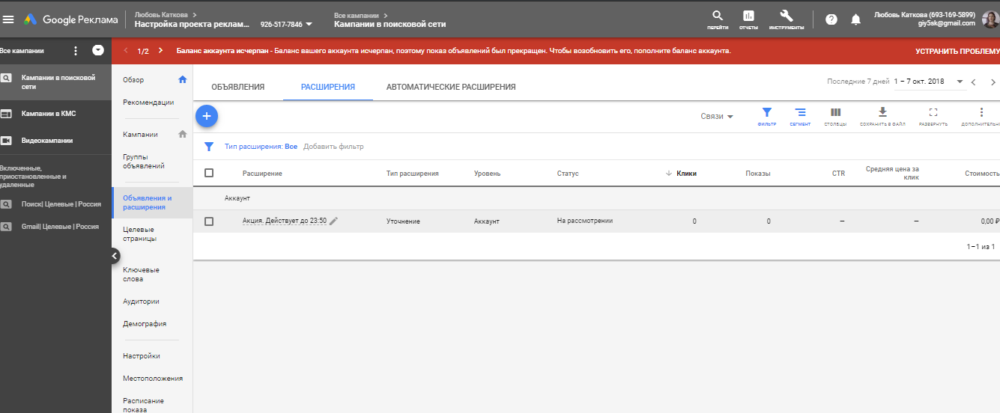 Google Реклама
Любовь Каткова >
Настройка проекта реклам... 926-517-7846
Все кампании >
Кампании в поисковой сети
ПЕРЕЙТИ
ОТЧЕТЫ
ИНСТРУМЕНТЫ
Любовь Каткова (693-169-5899)
giy5sk@gmail.com
Все кампании
1/2
Баланс аккаунта исчерпан - Баланс вашего аккаунта исчерпан, поэтому показ объявлений был прекращен. Чтобы возобновить его, пополните баланс аккаунта.
УСТРАНИТЬ ПРОБЛЕМУ
Кампании в поисковой
сети
Кампании в КМС
Видеокампании
Включенные,
приостановленные и
удаленные
Поиск| Целевые | Россия
Gmail| Целевые | Россия
Обзор
Рекомендации
Кампании
Группы
объявлений
Объявления и
расширения
Целевые
страницы
Ключевые
слова
Аудитории
Демография
Настройки
Местоположения
Расписание
показа
ОБЪЯВЛЕНИЯ
РАСШИРЕНИЯ
АВТОМАТИЧЕСКИЕ РАСШИРЕНИЯ
Последние 7 дней 1 – 7 окт. 2018
Связи
ФИЛЬТР
СЕГМЕНТ
СТОЛБЦЫ
СОХРАНИТЬ В ФАЙЛ
РАЗВЕРНУТЬ
ДОПОЛНИТЕЛЬН
Тип расширения: Все Добавить фильтр
Расширение Тип расширения Уровень Статус Клики Показы CTR Средняя цена за Стоимость
клик
Аккаунт
Акция. Действует до 23:50 Уточнение Аккаунт На рассмотрении 0 0 — — 0,00 ₽
1–1 из 1